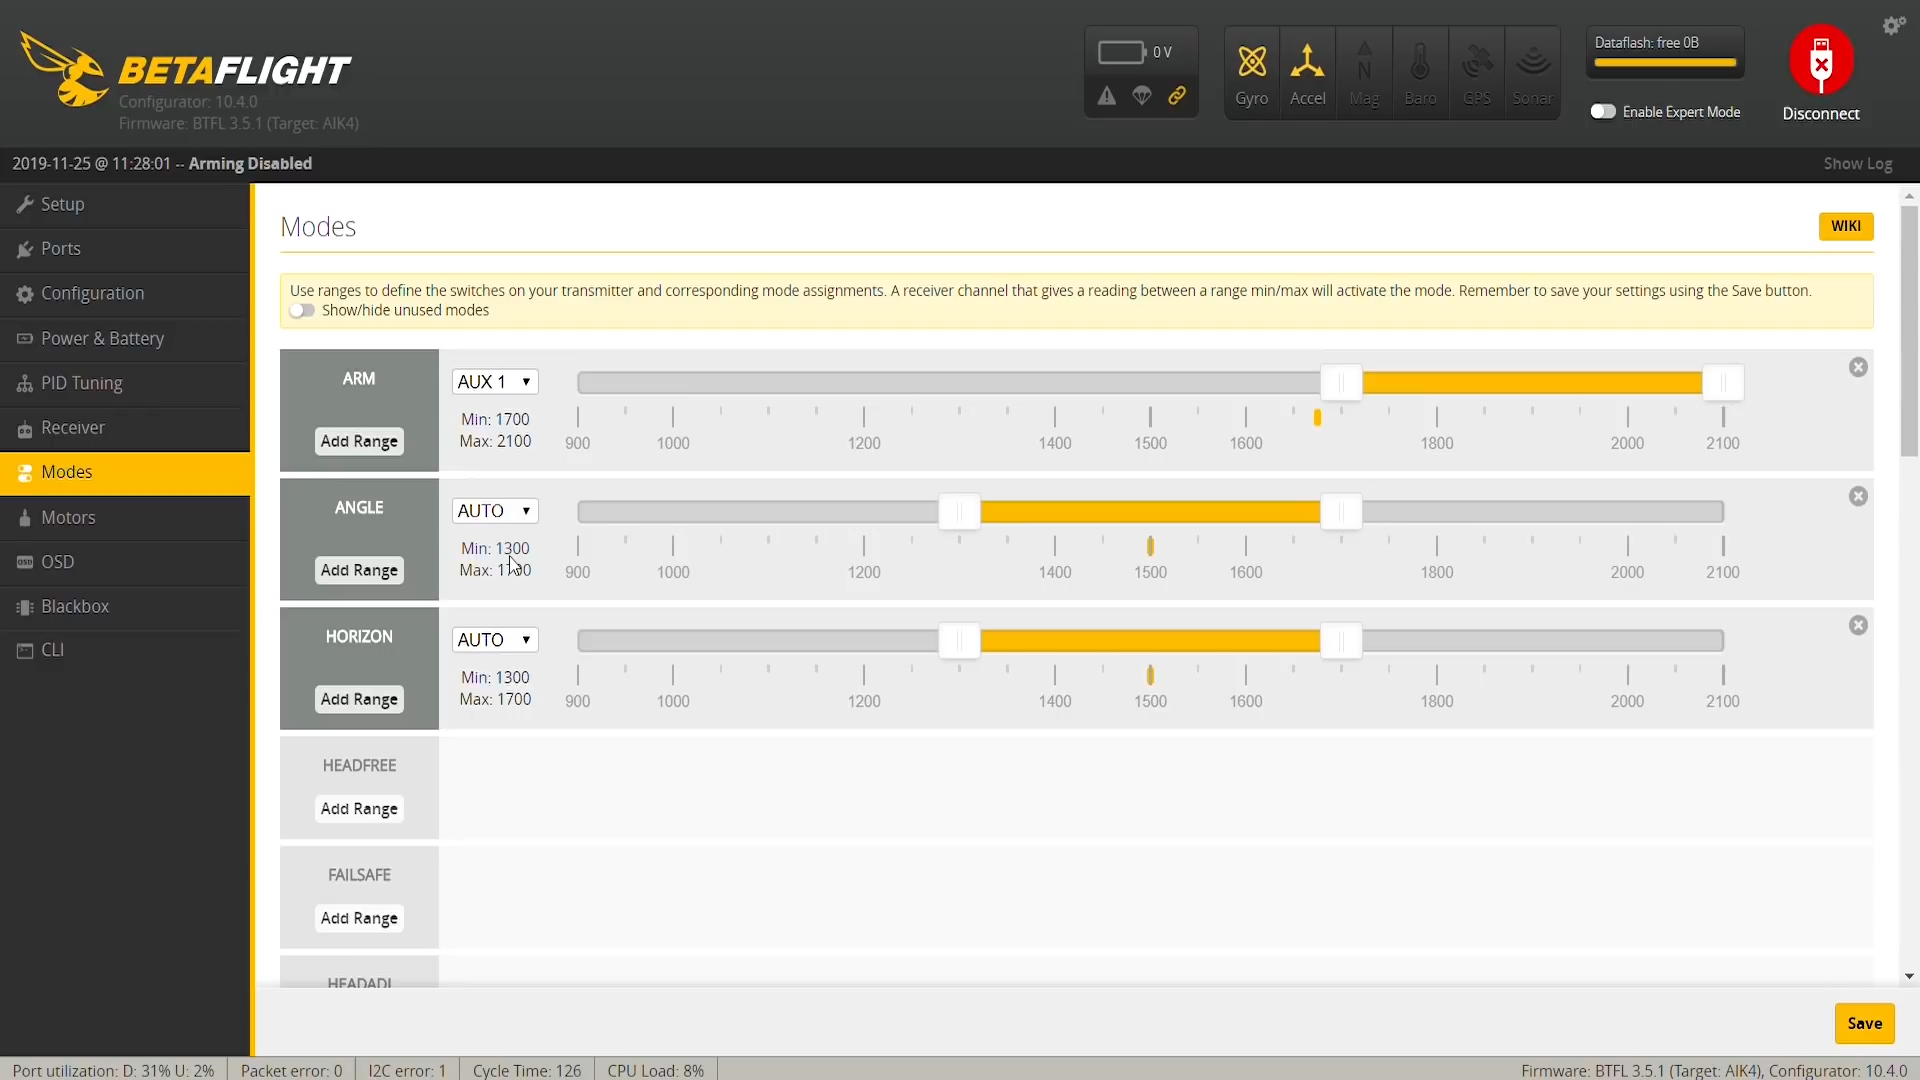 BETAFLIGHT
Configurator: 10.4.0
Firmware: BTFL 3.5.1 (Target: AIK4)
0 V
Gyro
Accel
Mag
Baro
GPS
Sonar
Dataflash: free 0B
Enable Expert Mode
Disconnect
2019-11-25 @ 11:28:01 -- Arming Disabled
Show Log
Setup
Ports
Configuration
Power & Battery
PID Tuning
Receiver
Modes
Motors
OSD
Blackbox
CLI
Modes
WIKI
Use ranges to define the switches on your transmitter and corresponding mode assignments. A receiver channel that gives a reading between a range min/max will activate the mode. Remember to save your settings using the Save button.
Show/hide unused modes
ARM
Add Range
AUX 1
Min: 1700
Max: 2100
900 1000 1200 1400 1500 1600 1800 2000 2100
ANGLE
Add Range
AUTO
Min: 1300
Max: 1700
900 1000 1200 1400 1500 1600 1800 2000 2100
HORIZON
Add Range
AUTO
Min: 1300
Max: 1700
900 1000 1200 1400 1500 1600 1800 2000 2100
HEADFREE
Add Range
FAILSAFE
Add Range
HEADADJ
Save
Port utilization: D: 31% U: 2%
Packet error: 0
I2C error: 1
Cycle Time: 126
CPU Load: 8%
Firmware: BTFL 3.5.1 (Target: AIK4), Configurator: 10.4.0